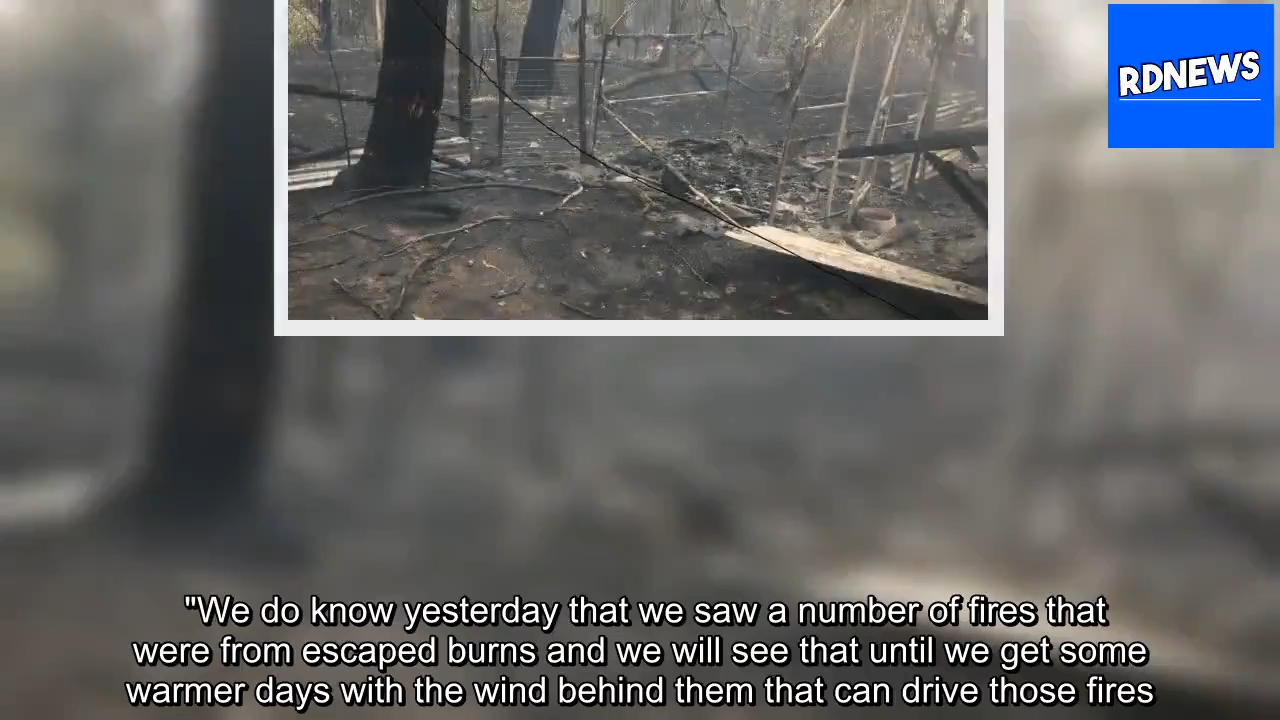 RDNEWS
"We do know yesterday that we saw a number of fires that
were from escaped burns and we will see that until we get some
warmer days with the wind behind them that can drive those fires